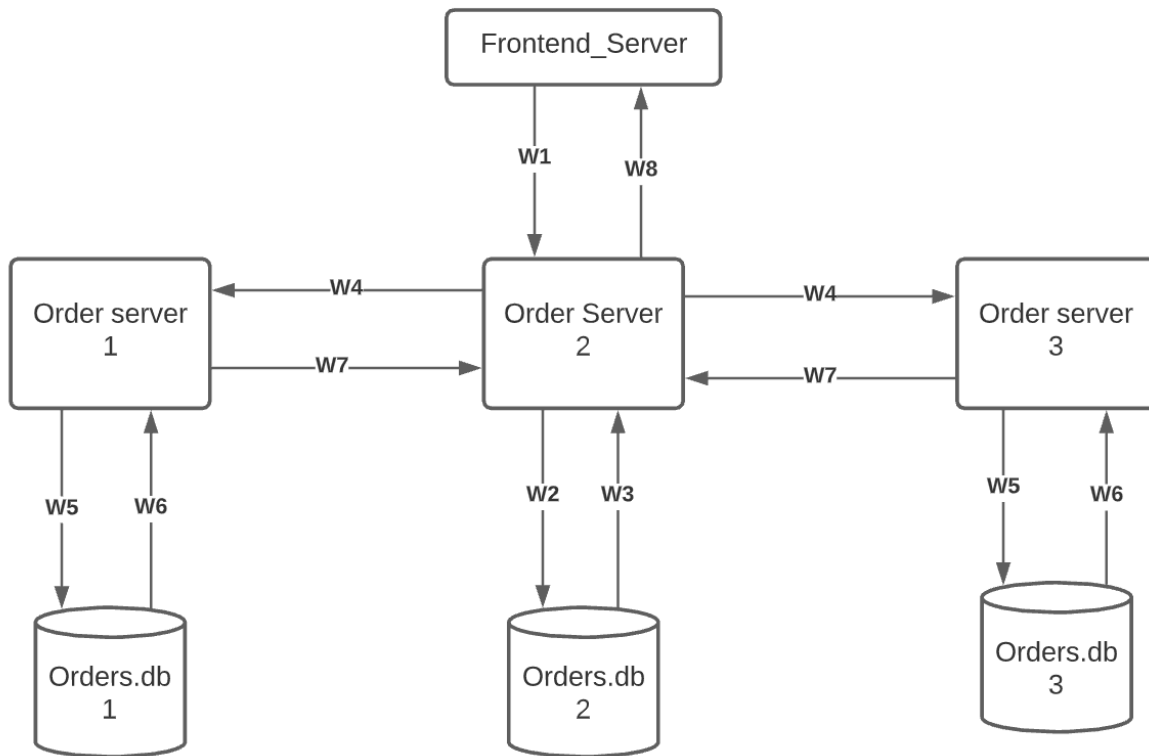 Frontend_Server
W1
W8
Order server
1
W4
Order Server
2
W4
Order server
3
W7
W7
W5
W6
W2
W3
W5
W6
Orders.db
1
Orders.db
2
Orders.db
3